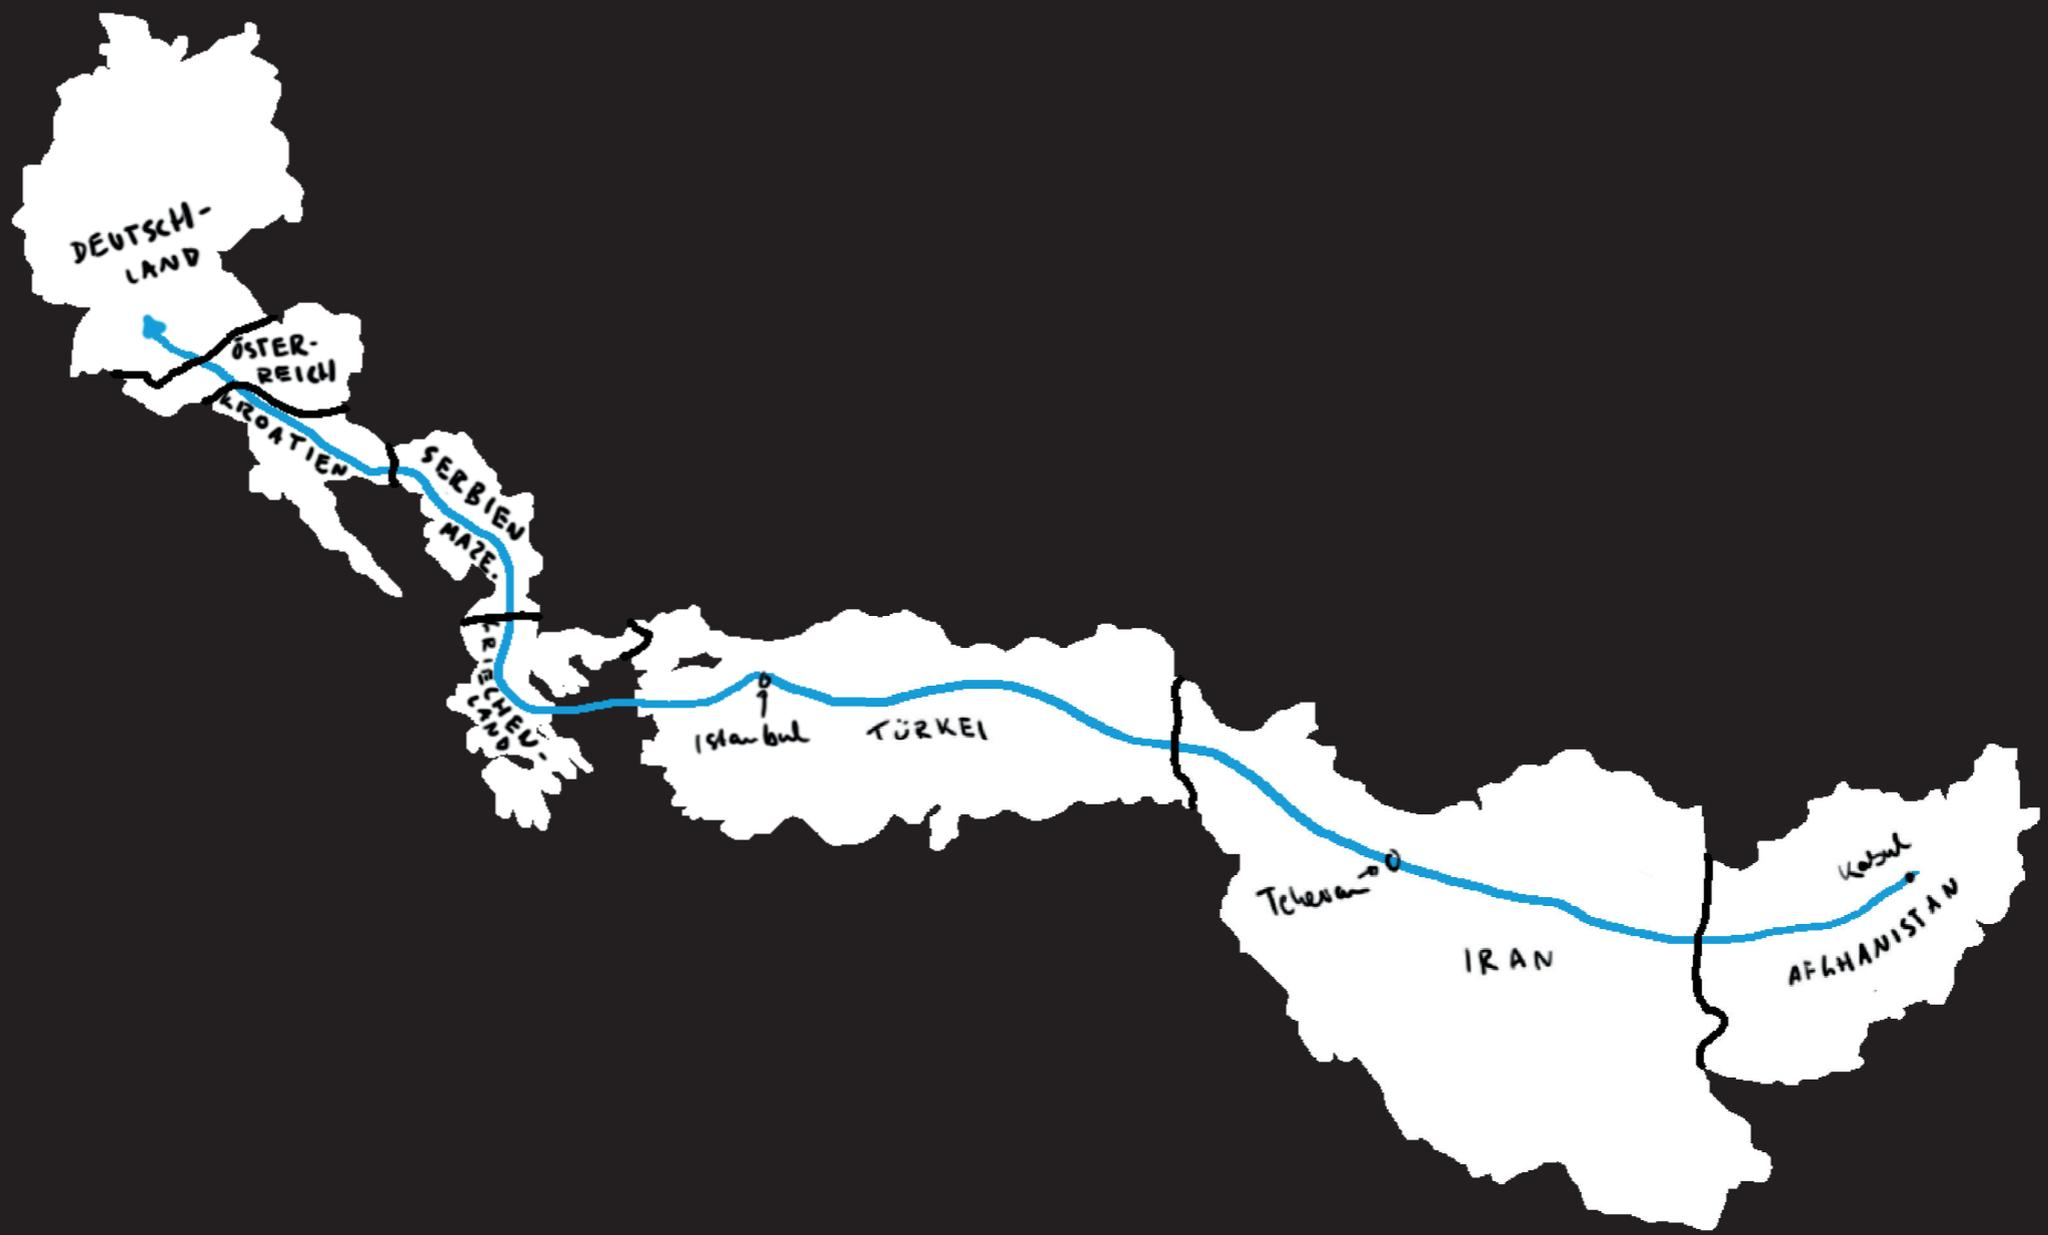 DEUTSCH-
LAND
ÖSTER-
REICH
KROATIEN
SERBIEN
MAZE.
GRIECHEN-
LAND
Istanbul
TÜRKEI
Teheran
IRAN
Kabul
AFGHANISTAN